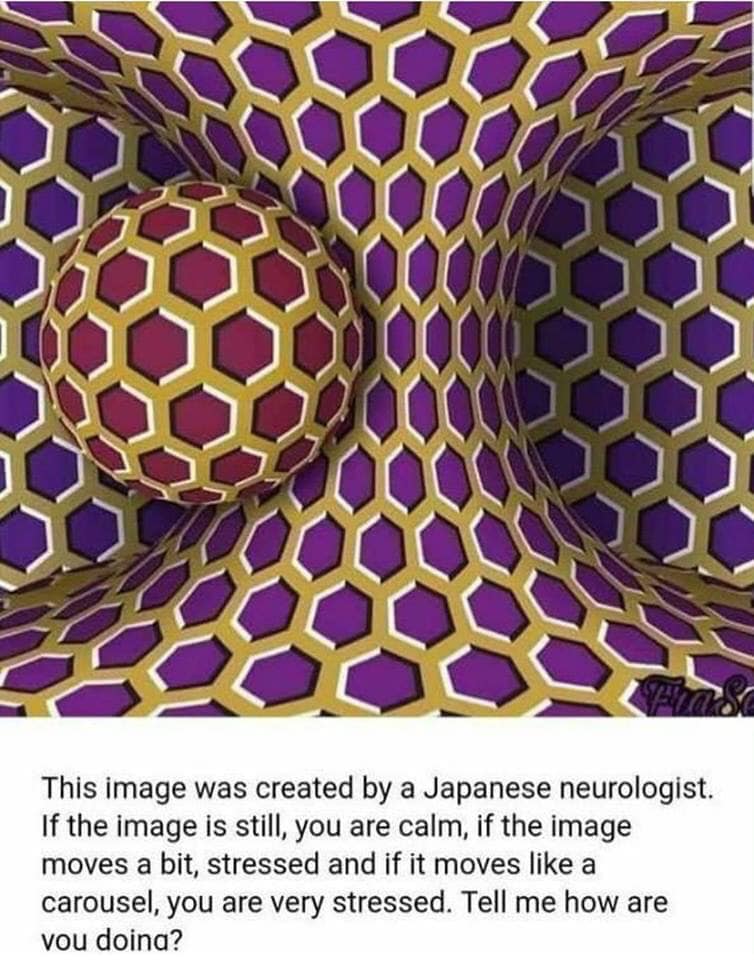 This image was created by a Japanese neurologist.
If the image is still, you are calm, if the image
moves a bit, stressed and if it moves like a
carousel, you are very stressed. Tell me how are
you doing?